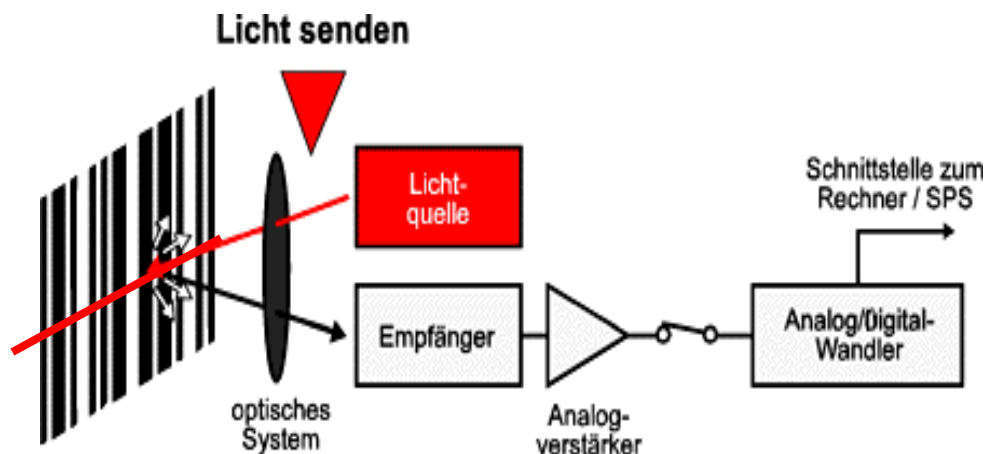 Licht senden
Licht-
quelle
Schnittstelle zum
Rechner / SPS
Empfänger
Analog/Digital-
Wandler
optisches
System
Analog-
verstärker